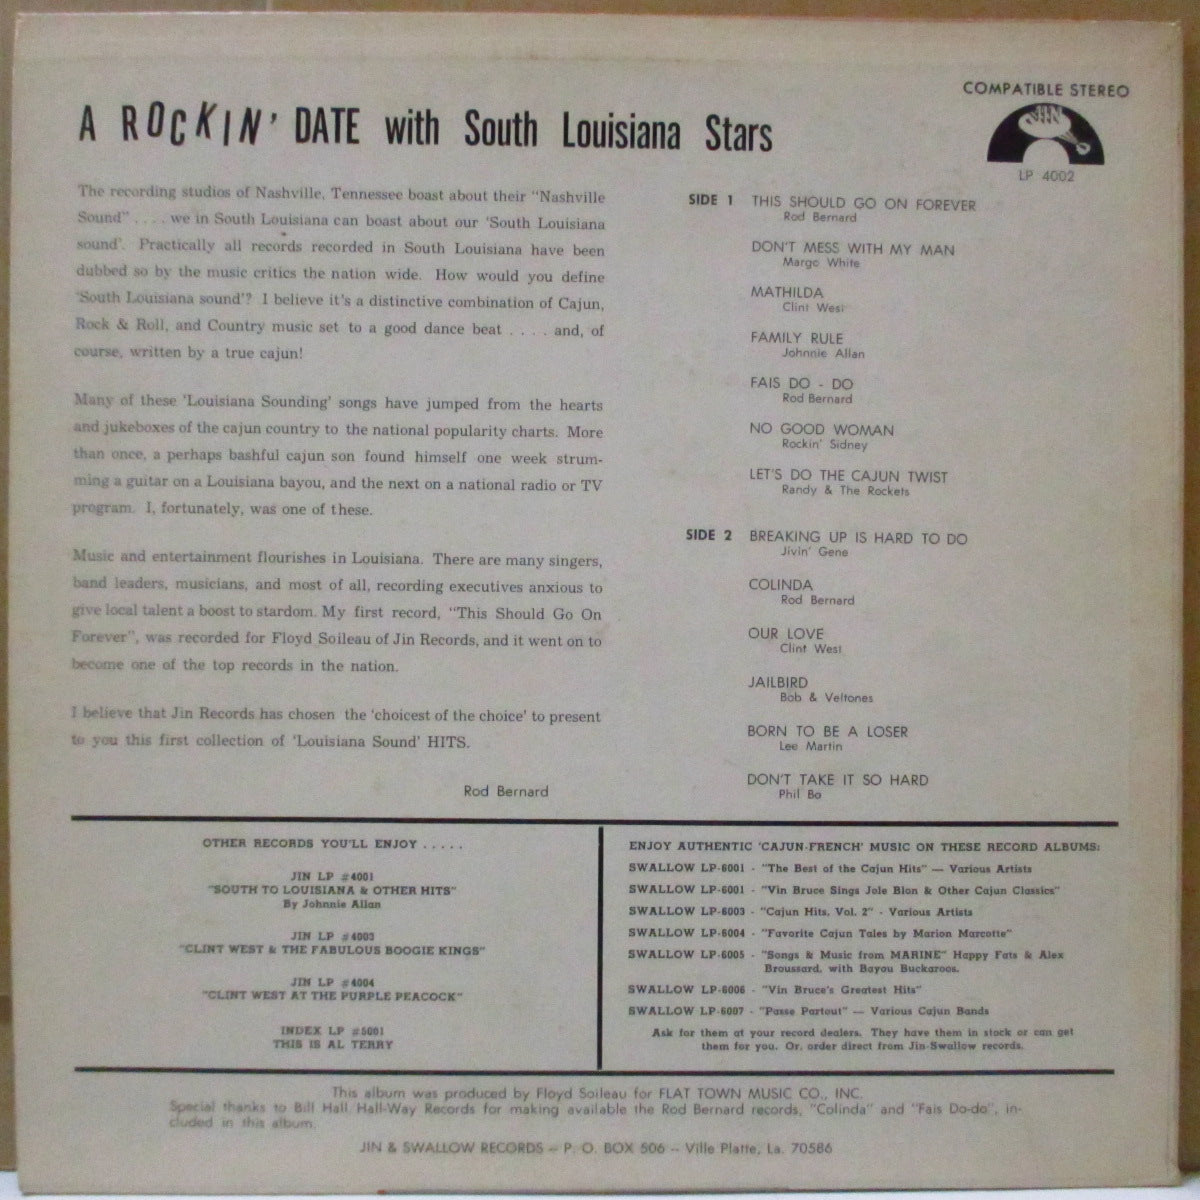 COMPATIBLE STEREO
A ROCKIN' DATE with South Louisiana Stars
JIN
LP 4002
The recording studios of Nashville, Tennessee boast about their "Nashville
Sound" . . . . we in South Louisiana can boast about our 'South Louisiana
sound'. Practically all records recorded in South Louisiana have been
dubbed so by the music critics the nation wide. How would you define
'South Louisiana sound'? I believe it's a distinctive combination of Cajun,
Rock & Roll, and Country music set to a good dance beat . . . . and, of
course, written by a true cajun!
Many of these 'Louisiana Sounding' songs have jumped from the hearts
and jukeboxes of the cajun country to the national popularity charts. More
than once, a perhaps bashful cajun son found himself one week strum-
ming a guitar on a Louisiana bayou, and the next on a national radio or TV
program. I, fortunately, was one of these.
Music and entertainment flourishes in Louisiana. There are many singers,
band leaders, musicians, and most of all, recording executives anxious to
give local talent a boost to stardom. My first record, "This Should Go On
Forever", was recorded for Floyd Soileau of Jin Records, and it went on to
become one of the top records in the nation.
I believe that Jin Records has chosen the 'choicest of the choice' to present
to you this first collection of 'Louisiana Sound' HITS.
Rod Bernard
SIDE 1 THIS SHOULD GO ON FOREVER
Rod Bernard
DON'T MESS WITH MY MAN
Margo White
MATHILDA
Clint West
FAMILY RULE
Johnnie Allan
FAIS DO - DO
Rod Bernard
NO GOOD WOMAN
Rockin' Sidney
LET'S DO THE CAJUN TWIST
Randy & The Rockets
SIDE 2 BREAKING UP IS HARD TO DO
Jivin' Gene
COLINDA
Rod Bernard
OUR LOVE
Clint West
JAILBIRD
Bob & Veltones
BORN TO BE A LOSER
Lee Martin
DON'T TAKE IT SO HARD
Phil Bo
OTHER RECORDS YOU'LL ENJOY . . . . .
JIN LP #4001
"SOUTH TO LOUISIANA & OTHER HITS"
By Johnnie Allan
JIN LP #4003
"CLINT WEST & THE FABULOUS BOOGIE KINGS"
JIN LP #4004
"CLINT WEST AT THE PURPLE PEACOCK"
INDEX LP #5001
THIS IS AL TERRY
ENJOY AUTHENTIC 'CAJUN-FRENCH' MUSIC ON THESE RECORD ALBUMS:
SWALLOW LP-6001 - "The Best of the Cajun Hits" — Various Artists
SWALLOW LP-6001 - "Vin Bruce Sings Jole Blon & Other Cajun Classics"
SWALLOW LP-6003 - "Cajun Hits, Vol. 2" - Various Artists
SWALLOW LP-6004 - "Favorite Cajun Tales by Marion Marcotte"
SWALLOW LP-6005 - "Songs & Music from MARINE" Happy Fats & Alex
Broussard, with Bayou Buckaroos.
SWALLOW LP-6006 - "Vin Bruce's Greatest Hits"
SWALLOW LP-6007 - "Passe Partout" — Various Cajun Bands
Ask for them at your record dealers. They have them in stock or can get
them for you. Or, order direct from Jin-Swallow records.
This album was produced by Floyd Soileau for FLAT TOWN MUSIC CO., INC.
Special thanks to Bill Hall/Hall-Way Records for making available the Rod Bernard records, "Colinda" and "Fais Do-do", in-
cluded in this album.
JIN & SWALLOW RECORDS -- P. O. BOX 506 -- Ville Platte, La. 70586